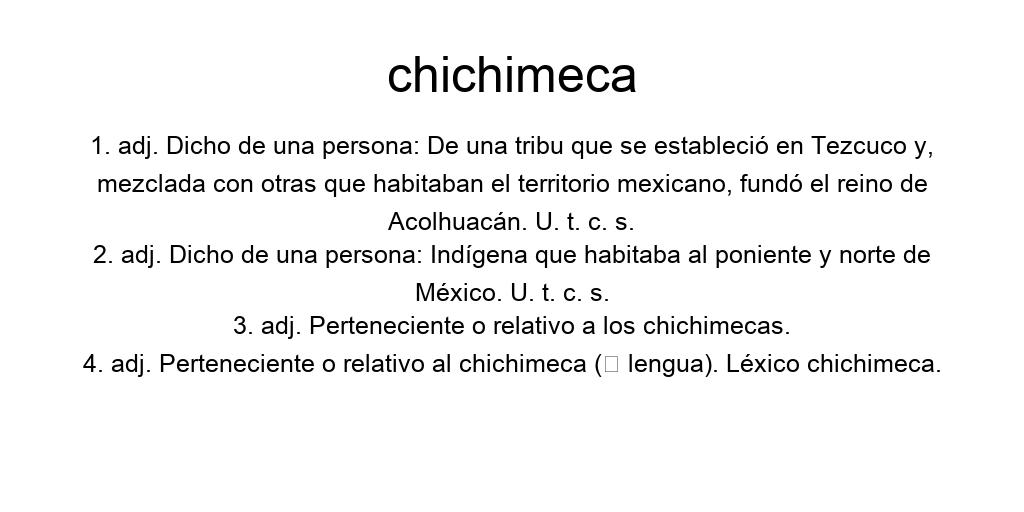 chichimeca
1. adj. Dicho de una persona: De una tribu que se estableció en Tezcuco y,
mezclada con otras que habitaban el territorio mexicano, fundó el reino de
Acolhuacán. U. t. c. s.
2. adj. Dicho de una persona: Indígena que habitaba al poniente y norte de
México. U. t. c. s.
3. adj. Perteneciente o relativo a los chichimecas.
4. adj. Perteneciente o relativo al chichimeca (□ lengua). Léxico chichimeca.